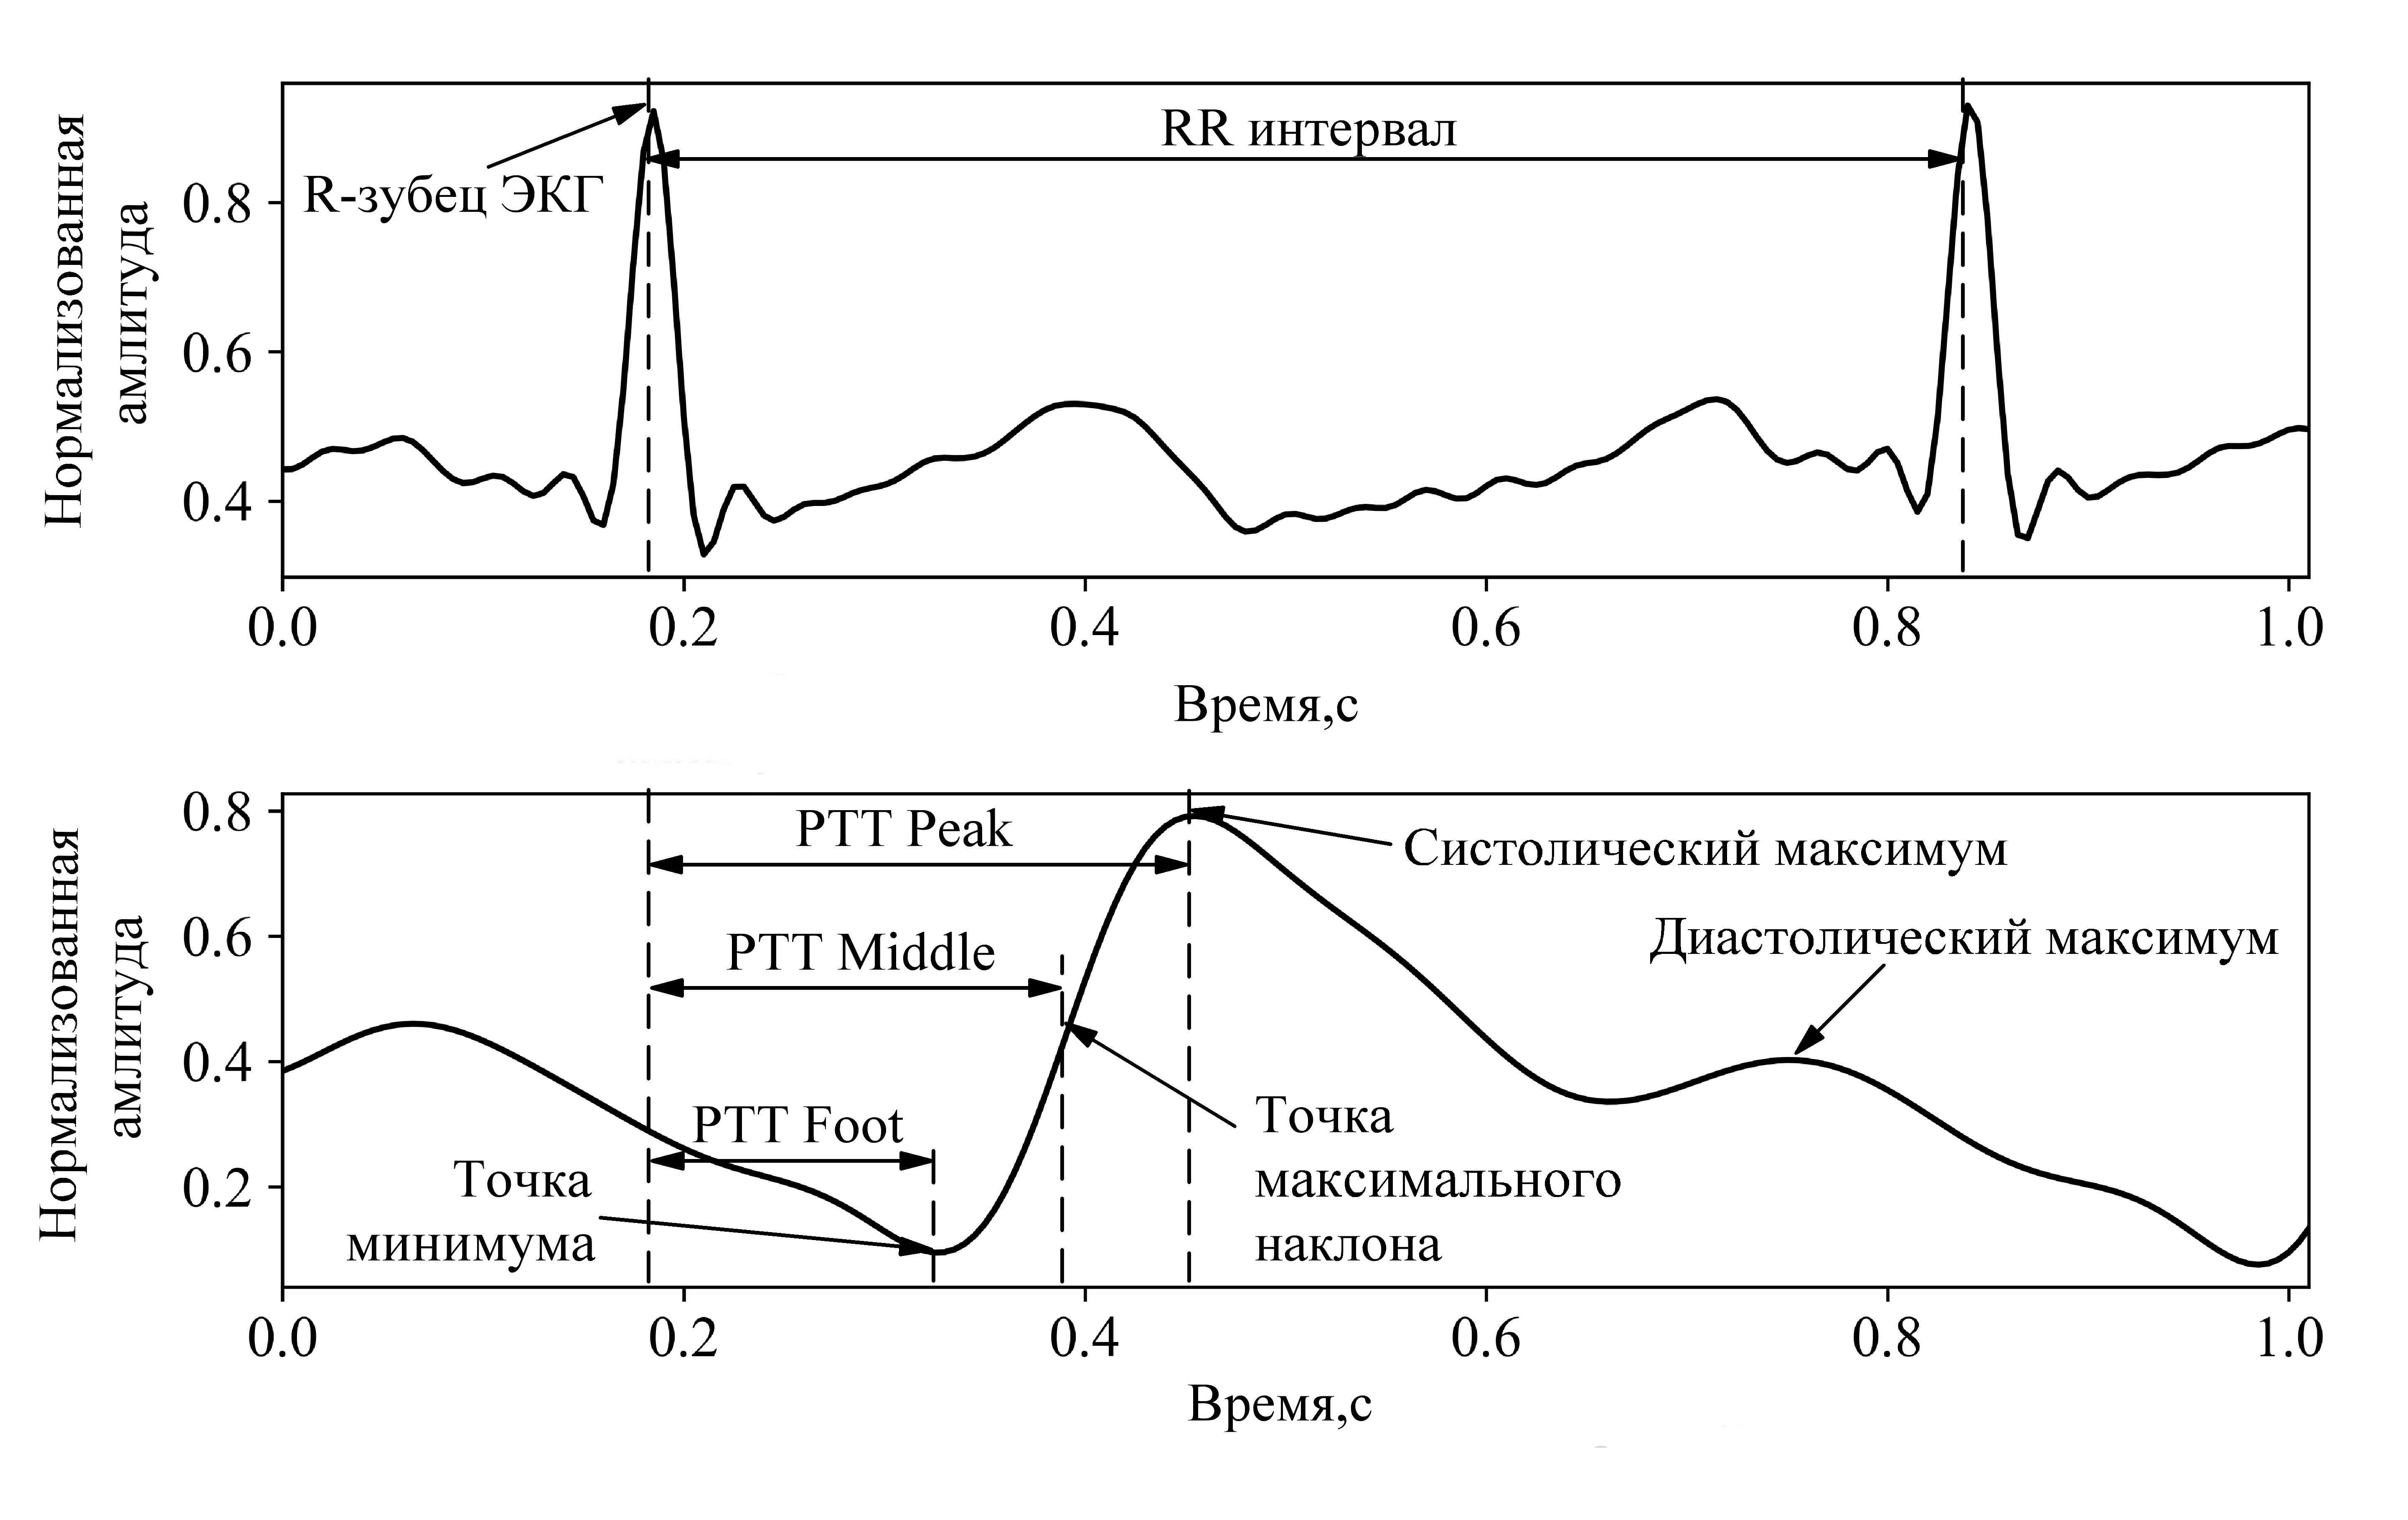 Нормализованная
амлитуда
RR интервал
R-зубец ЭКГ
0.8
0.6
0.4
0.0 0.2 0.4 0.6 0.8 1.0
Время,с
Нормализованная
амлитуда
0.8
0.6
0.4
0.2
PTT Peak
Систолический максимум
PTT Middle
Диастолический максимум
PTT Foot
Точка
минимума
Точка
максимального
наклона
0.0 0.2 0.4 0.6 0.8 1.0
Время,с